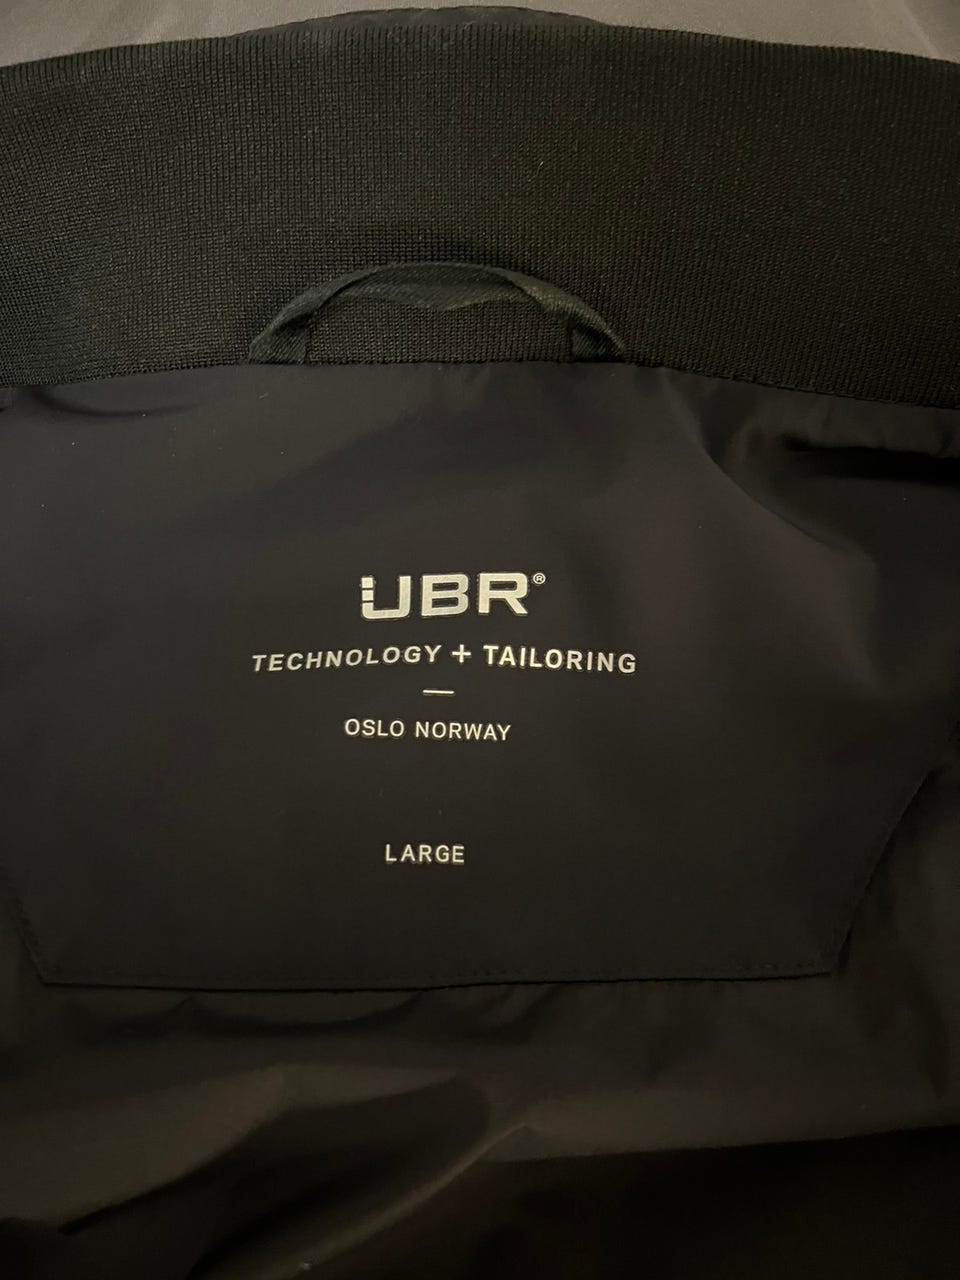 UBR®
TECHNOLOGY + TAILORING
OSLO NORWAY
LARGE